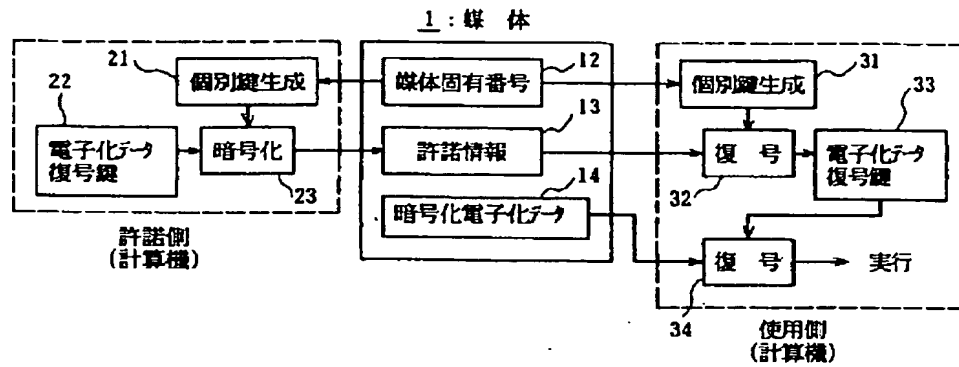 1：媒 体
21
個別鍵生成
12
媒体固有番号
31
個別鍵生成
22
電子化データ
復号鍵
暗号化
23
13
許諾情報
33
復 号
32
電子化データ
復号鍵
14
暗号化電子化データ
復 号
34
実行
許諾側
(計算機)
使用側
(計算機)